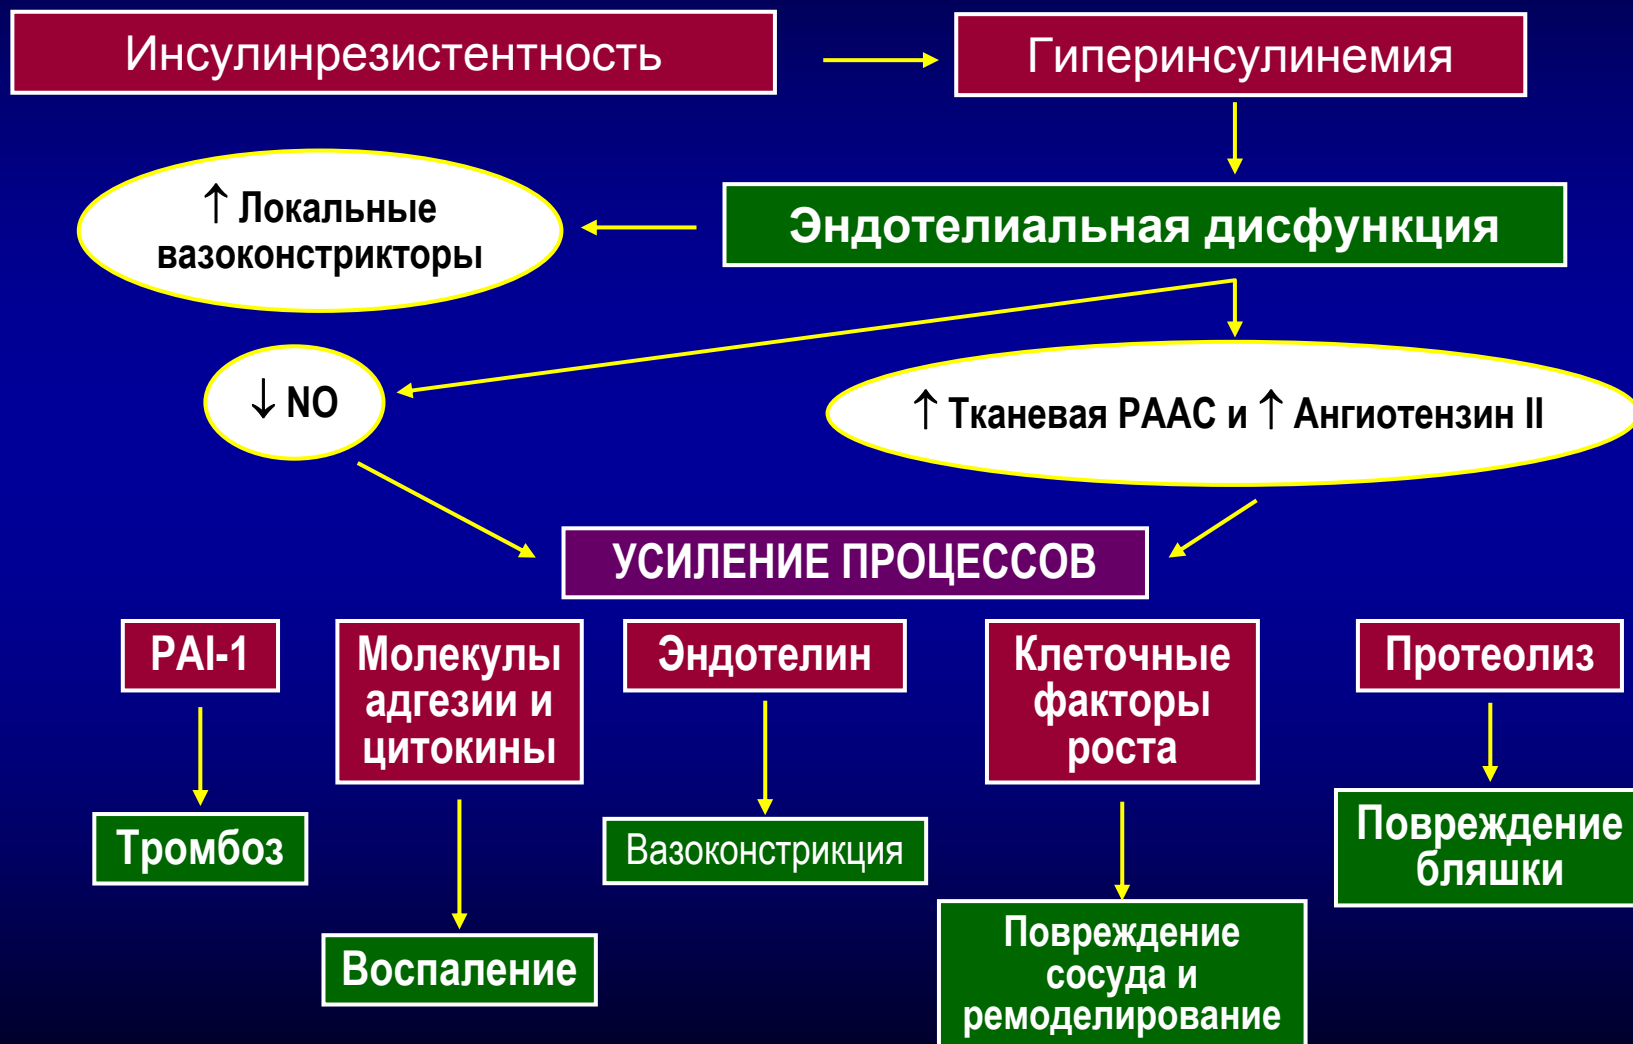 Инсулинрезистентность
Гиперинсулинемия
↑ Локальные
вазоконстрикторы
Эндотелиальная дисфункция
↓ NO
↑ Тканевая РААС и ↑ Ангиотензин II
УСИЛЕНИЕ ПРОЦЕССОВ
PAI-1
Молекулы
адгезии и
цитокины
Эндотелин
Клеточные
факторы
роста
Протеолиз
Тромбоз
Воспаление
Вазоконстрикция
Повреждение
сосуда и
ремоделирование
Повреждение
бляшки